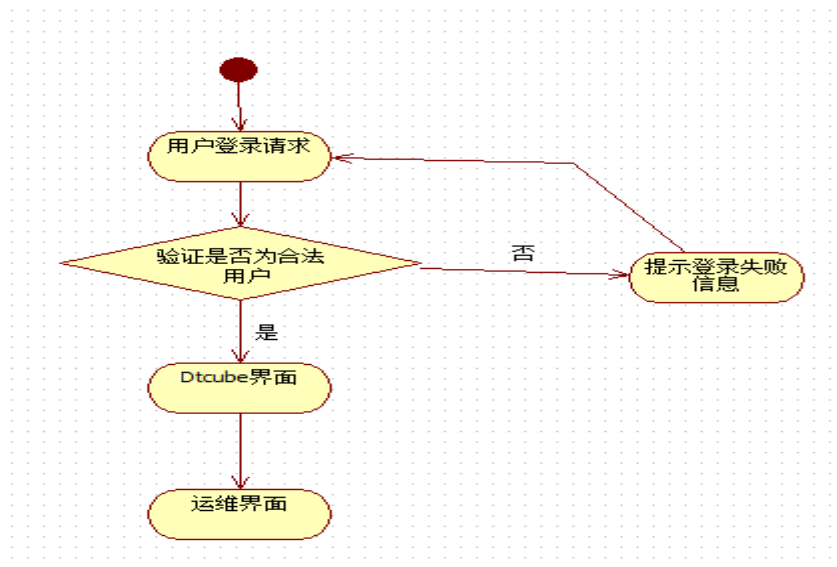 用户登录请求
验证是否为合法
用户
否
提示登录失败
信息
是
Dtcube界面
运维界面